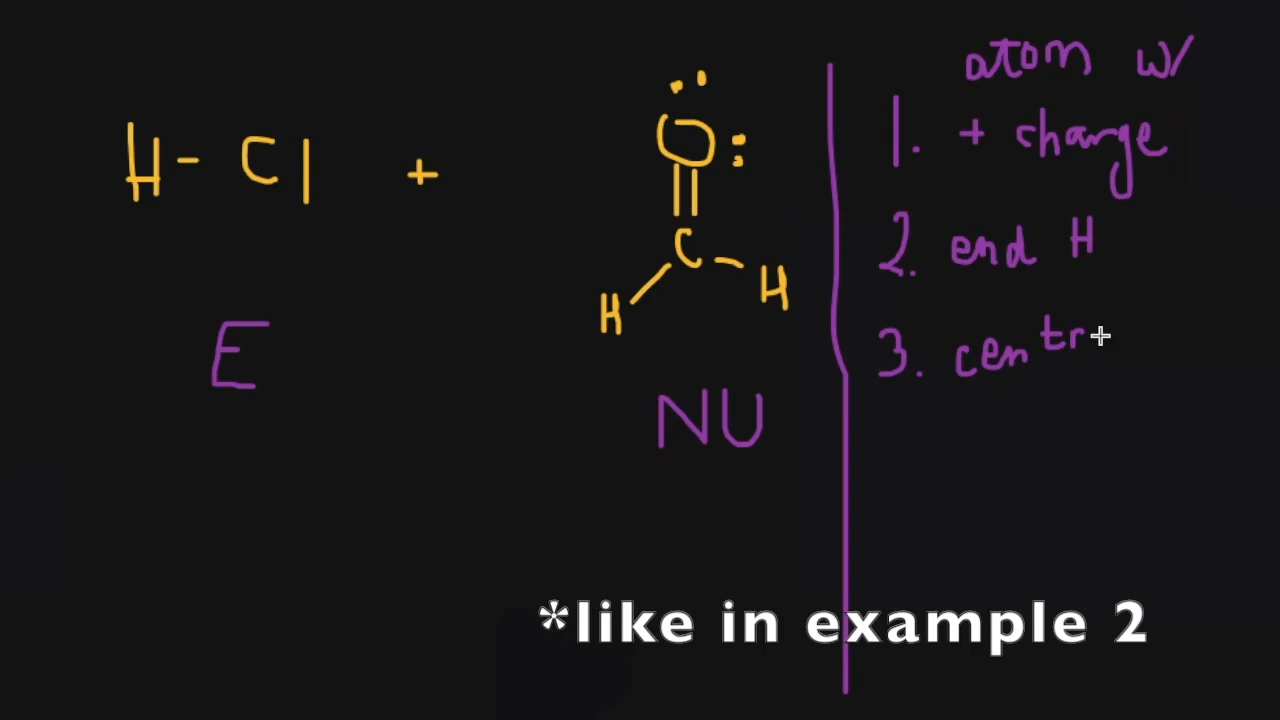 H - Cl + O
C
H H
E
NU
atom w/
1. + charge
2. end H
3. centr
*like in example 2